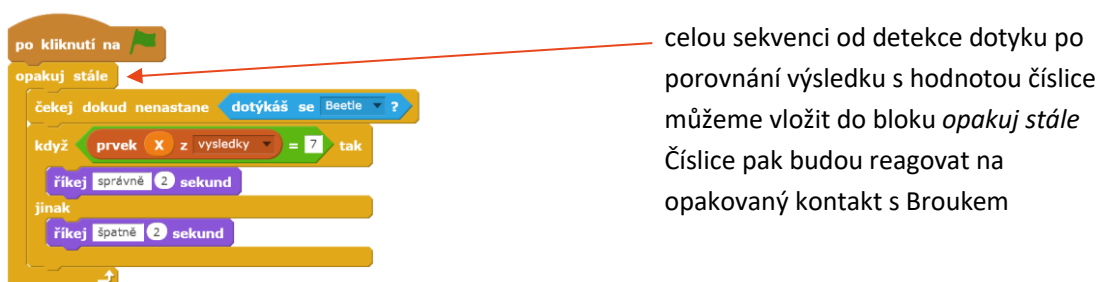 po kliknutí na
opakuj stále
čekej dokud nenastane dotýkáš se Beetle ?
když prvek X z vysledky = 7 tak
říkej správně 2 sekund
jinak
říkej špatně 2 sekund
celou sekvenci od detekce dotyku po
porovnání výsledku s hodnotou číslice
můžeme vložit do bloku opakuj stále
Číslice pak budou reagovat na
opakovaný kontakt s Broukem